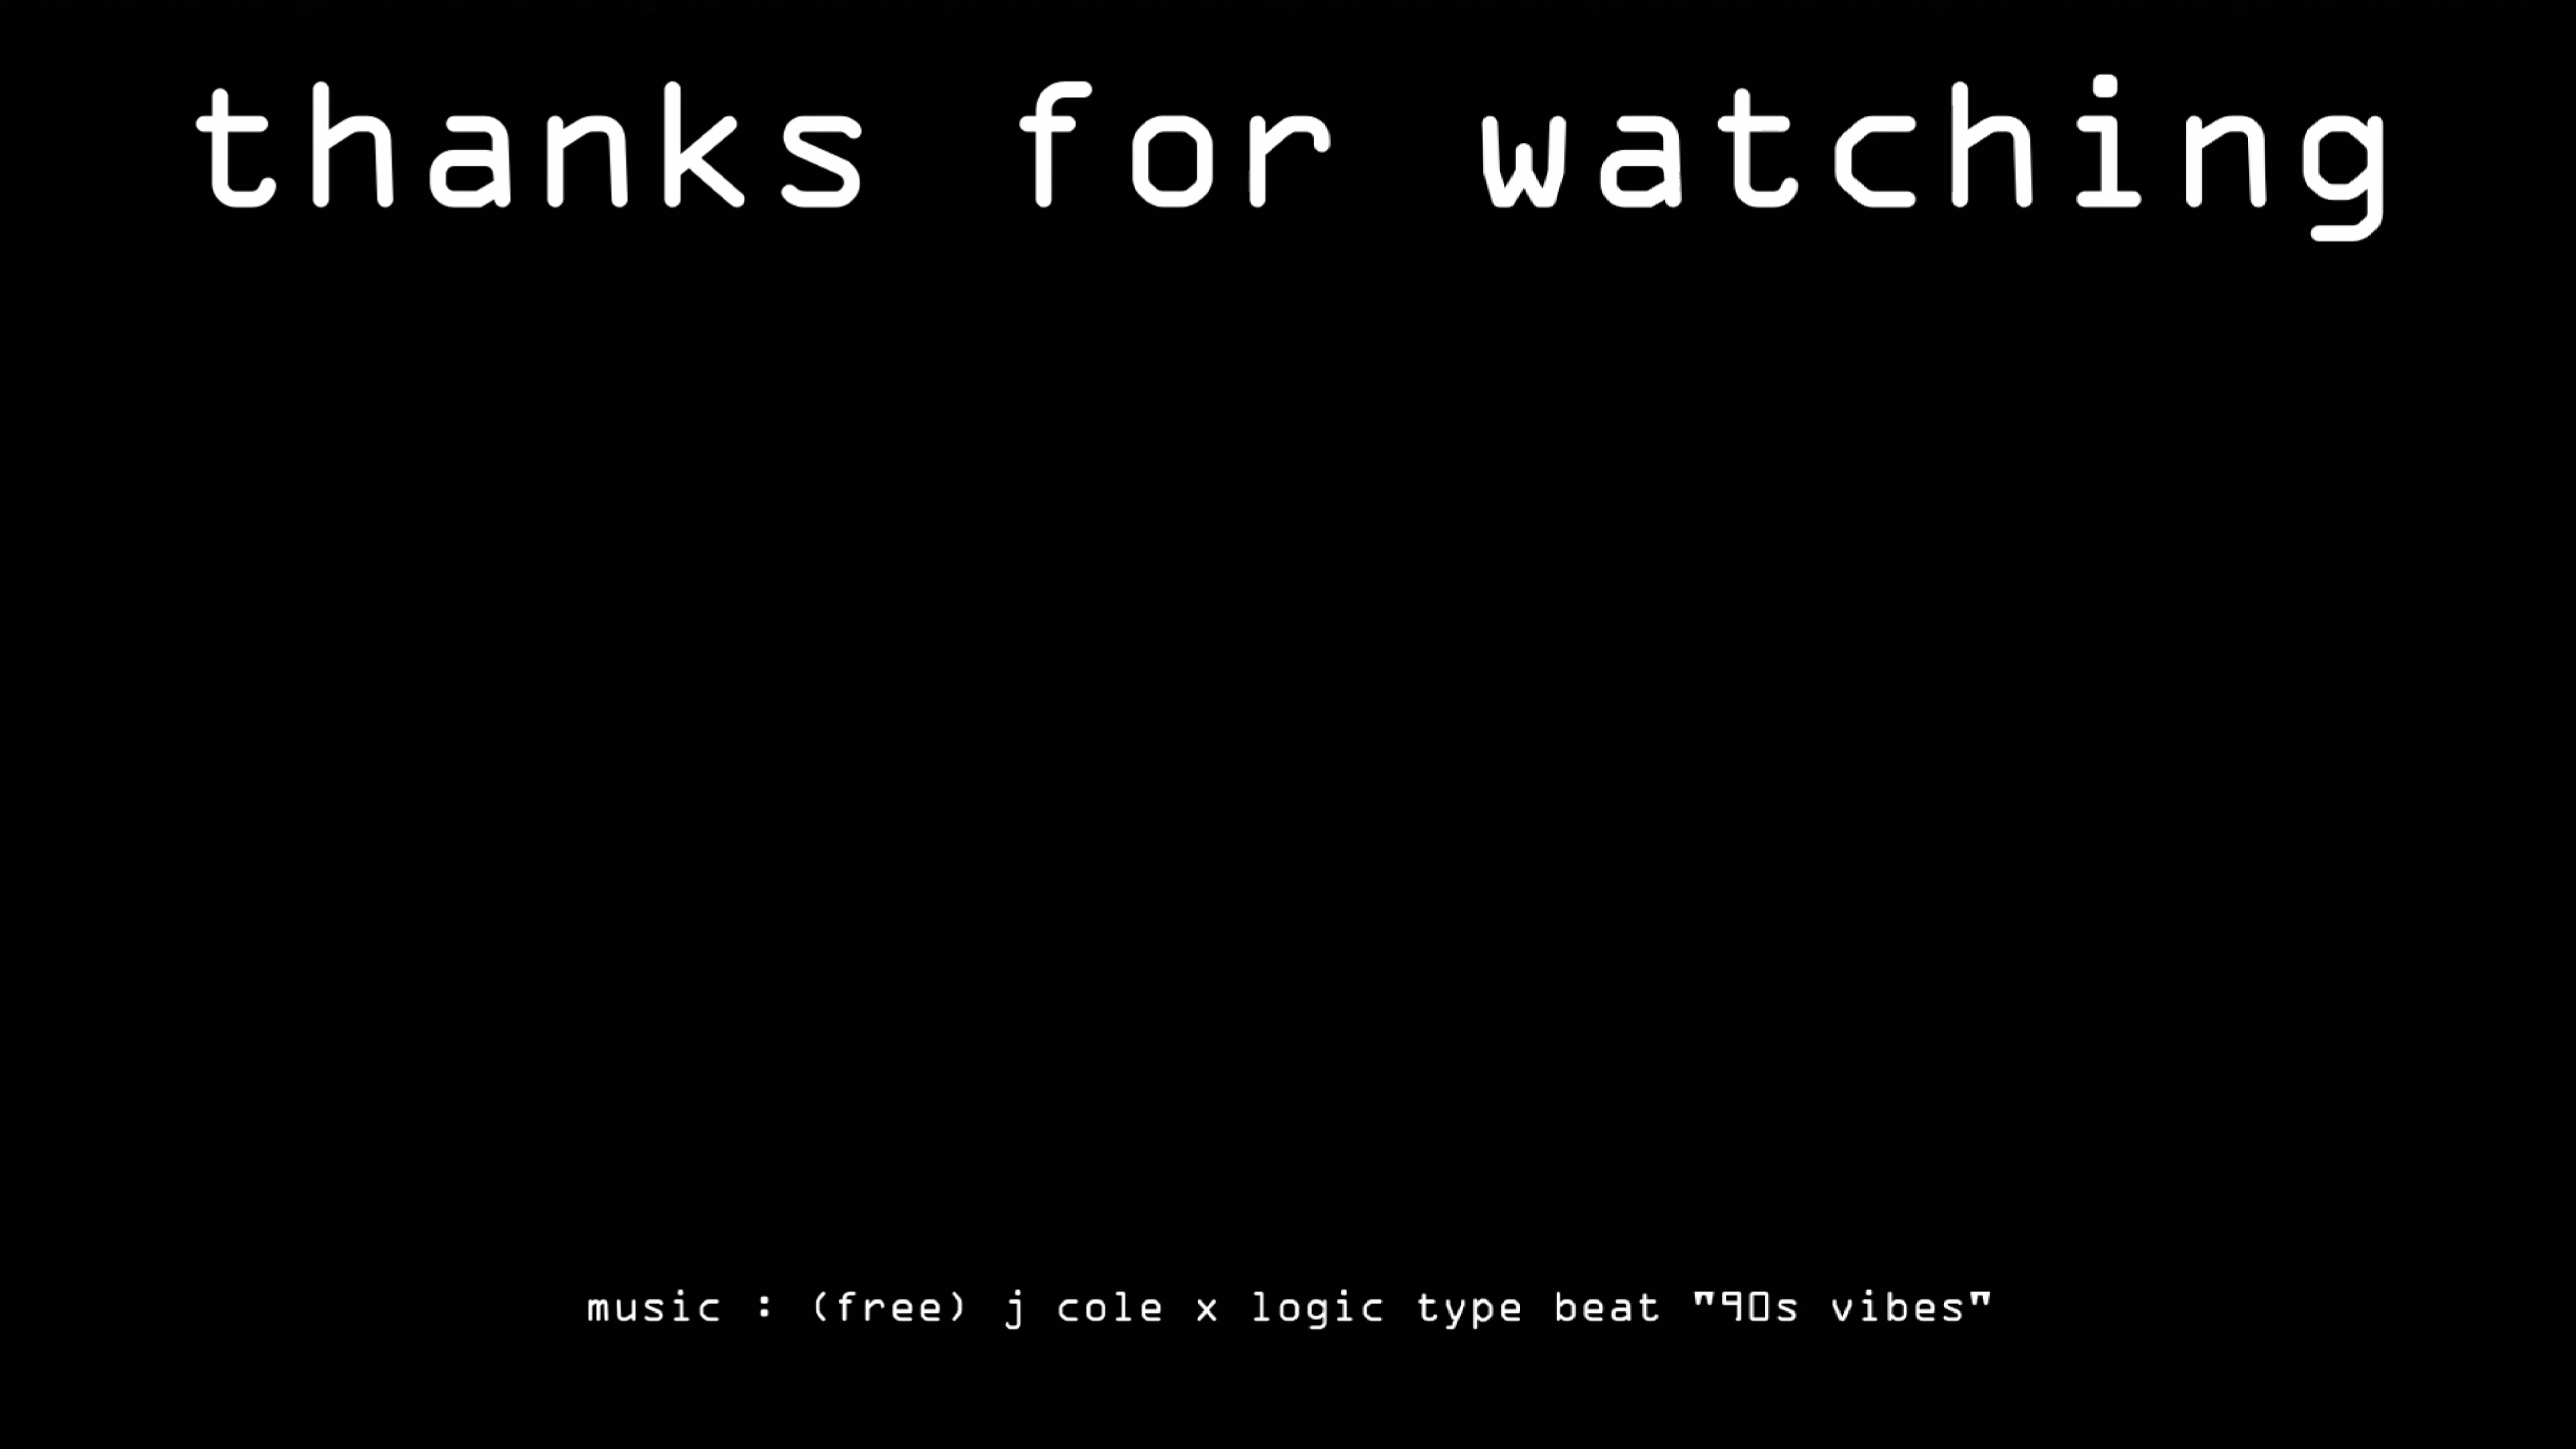 thanks for watching
music : (free) j cole x logic type beat "90s vibes"